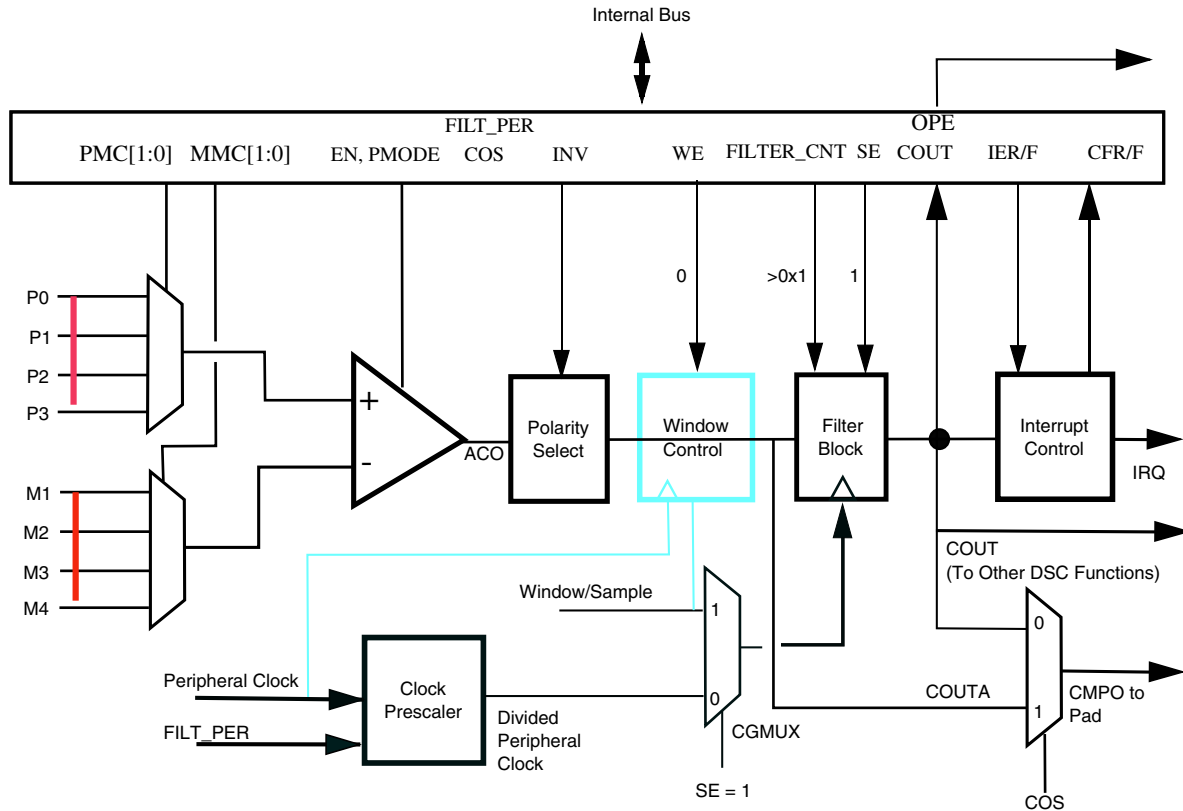 Internal Bus
FILT_PER
OPE
PMC[1:0] MMC[1:0] EN, PMODE COS INV WE FILTER_CNT SE COUT IER/F CFR/F
0
>0x1
1
P0
P1
P2
P3
+
-
ACO
Polarity
Select
Window
Control
Filter
Block
Interrupt
Control
IRQ
M1
M2
M3
M4
COUT
(To Other DSC Functions)
Window/Sample
1
0
CGMUX
SE = 1
Peripheral Clock
FILT_PER
Clock
Prescaler
Divided
Peripheral
Clock
COUTA
0
1
CMPO to
Pad
COS